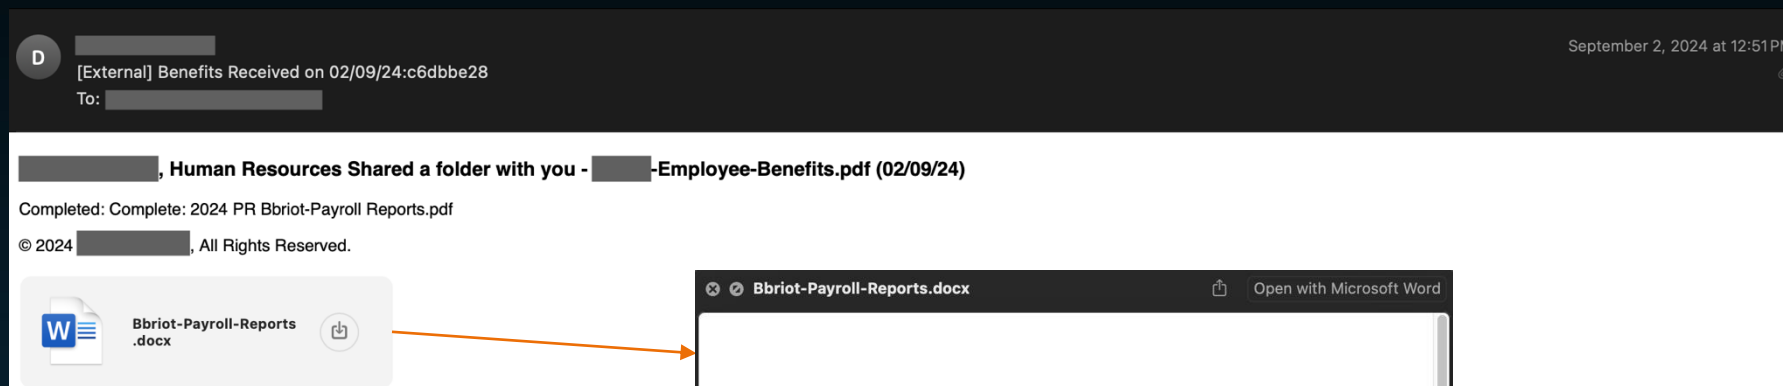 D
[External] Benefits Received on 02/09/24:c6dbbe28
To:
September 2, 2024 at 12:51 PM
, Human Resources Shared a folder with you - -Employee-Benefits.pdf (02/09/24)
Completed: Complete: 2024 PR Bbriot-Payroll Reports.pdf
© 2024 , All Rights Reserved.
W
Bbriot-Payroll-Reports
.docx
Bbriot-Payroll-Reports.docx
Open with Microsoft Word